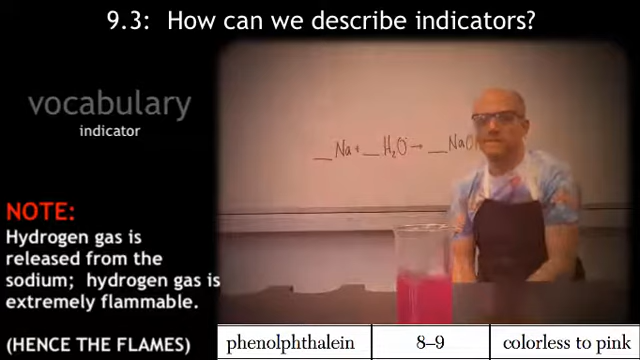 9.3:  How can we describe indicators?
vocabulary
indicator
__Na + __H₂O → __NaO
NOTE:
Hydrogen gas is
released from the
sodium;  hydrogen gas is
extremely flammable.
(HENCE THE FLAMES)
phenolphthalein 8–9 colorless to pink